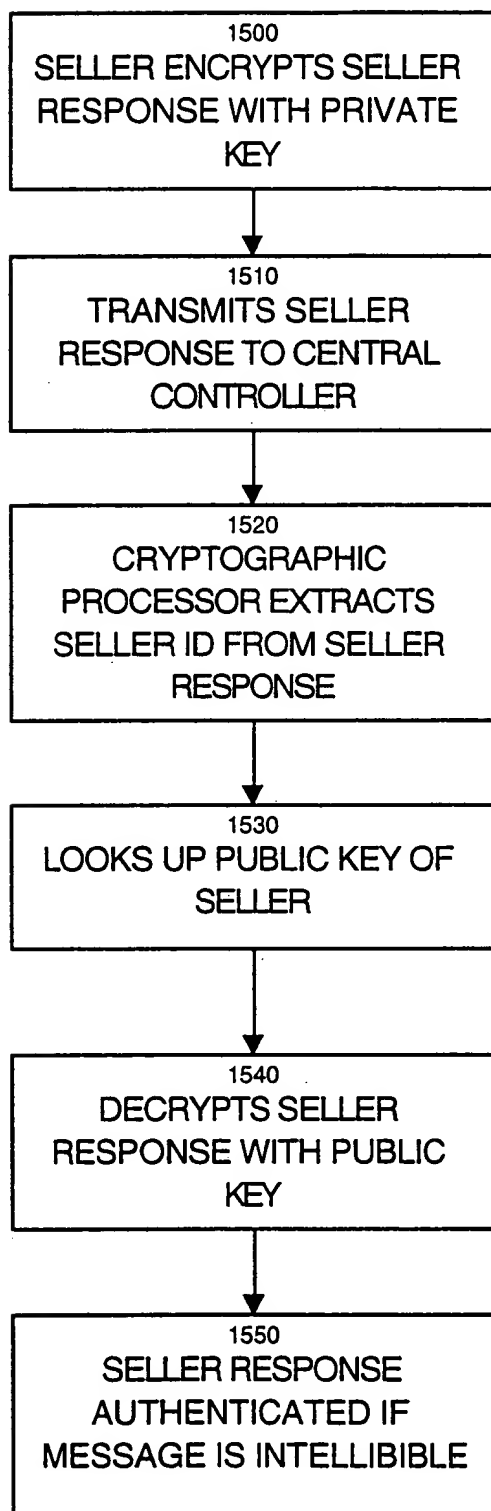 1500
SELLER ENCRYPTS SELLER
RESPONSE WITH PRIVATE
KEY
1510
TRANSMITS SELLER
RESPONSE TO CENTRAL
CONTROLLER
1520
CRYPTOGRAPHIC
PROCESSOR EXTRACTS
SELLER ID FROM SELLER
RESPONSE
1530
LOOKS UP PUBLIC KEY OF
SELLER
1540
DECRYPTS SELLER
RESPONSE WITH PUBLIC
KEY
1550
SELLER RESPONSE
AUTHENTICATED IF
MESSAGE IS INTELLIBIBLE